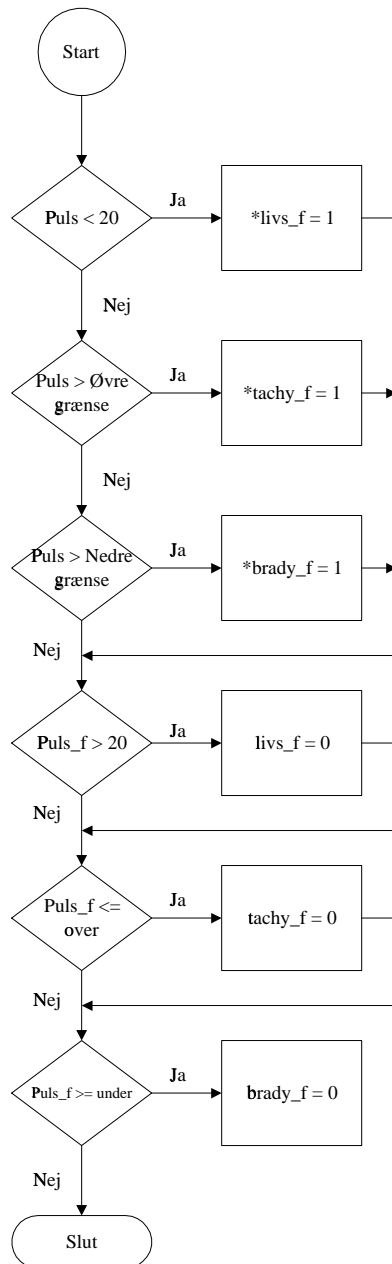 Start
Puls < 20
Ja
*livs_f = 1
Nej
Puls > Øvre
grænse
Ja
*tachy_f = 1
Nej
Puls > Nedre
grænse
Ja
*brady_f = 1
Nej
Puls_f > 20
Ja
livs_f = 0
Nej
Puls_f <=
over
Ja
tachy_f = 0
Nej
Puls_f >= under
Ja
brady_f = 0
Nej
Slut